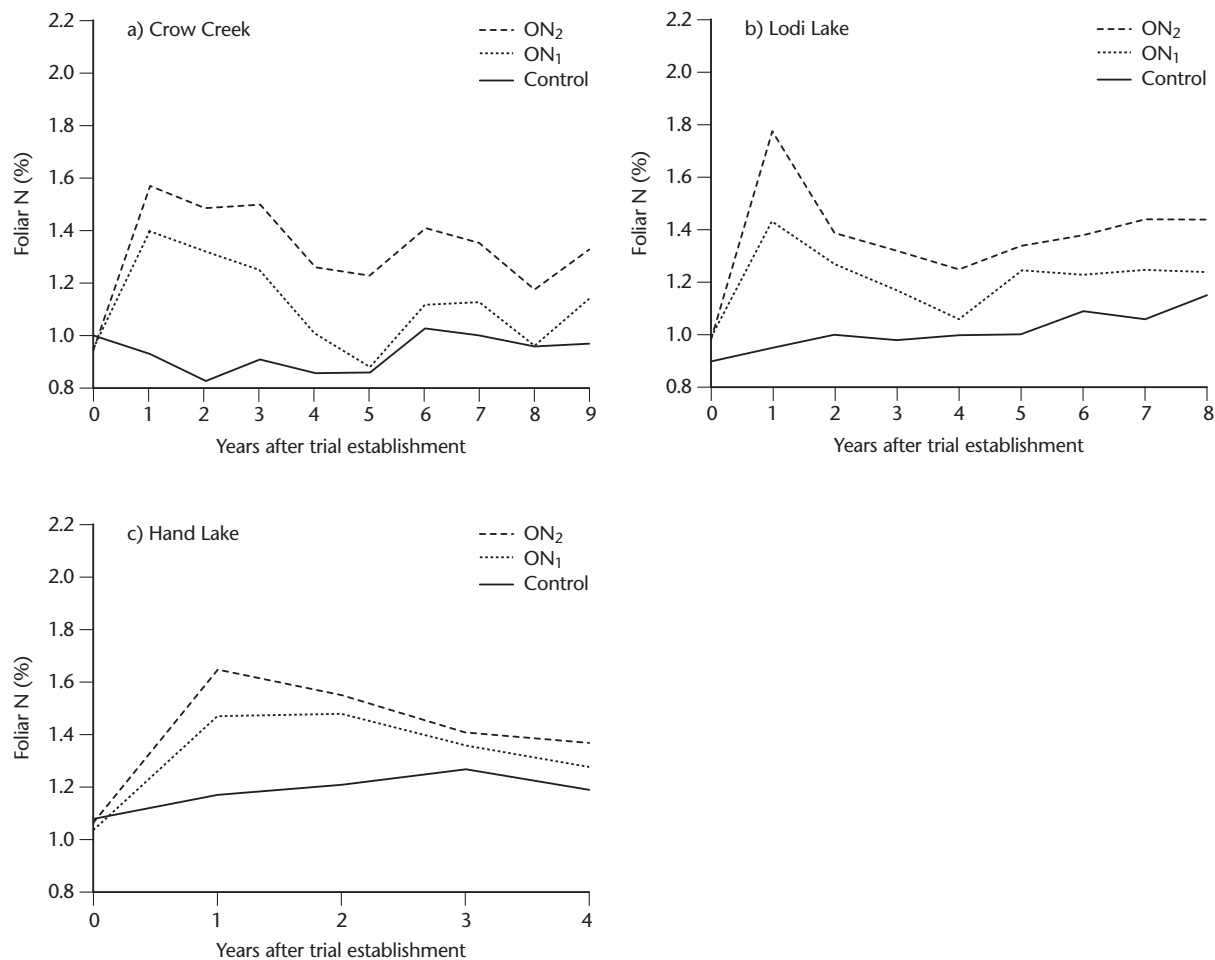 a) Crow Creek
ON2
ON1
Control
Foliar N (%)
2.2
2.0
1.8
1.6
1.4
1.2
1.0
0.8
0 1 2 3 4 5 6 7 8 9
Years after trial establishment
b) Lodi Lake
ON2
ON1
Control
Foliar N (%)
2.2
2.0
1.8
1.6
1.4
1.2
1.0
0.8
0 1 2 3 4 5 6 7 8
Years after trial establishment
c) Hand Lake
ON2
ON1
Control
Foliar N (%)
2.2
2.0
1.8
1.6
1.4
1.2
1.0
0.8
0 1 2 3 4
Years after trial establishment